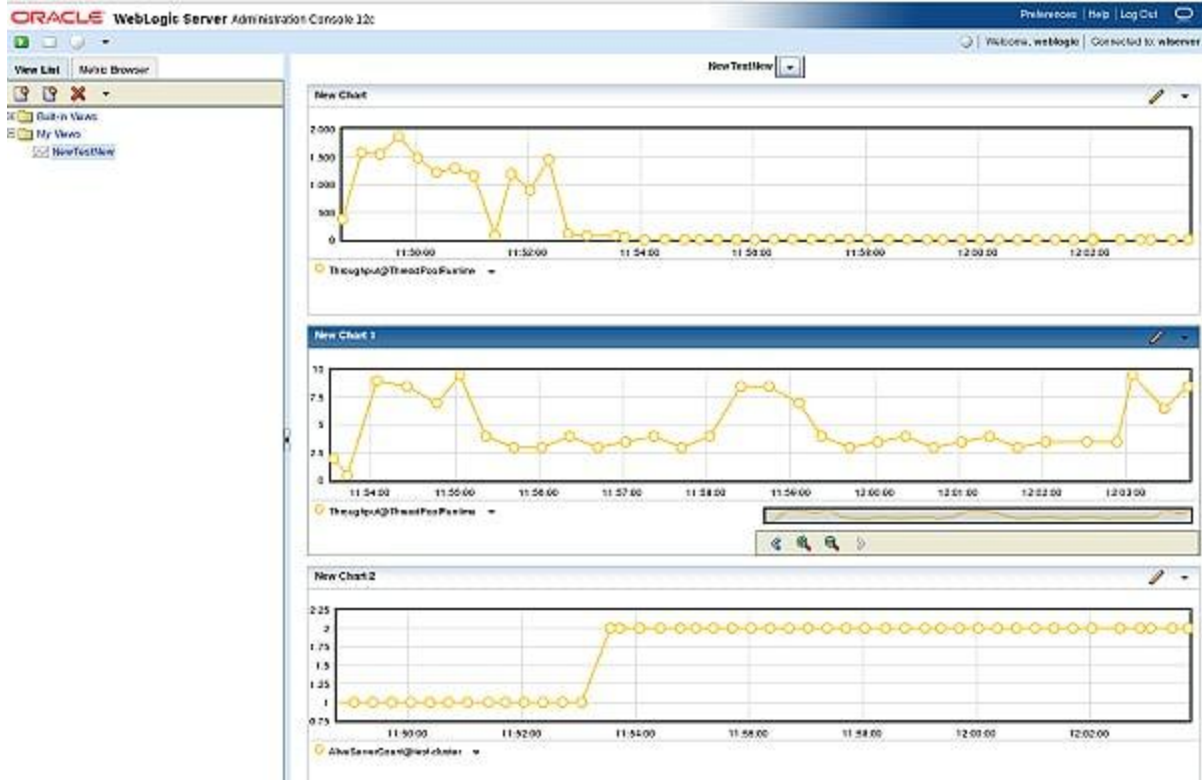 ORACLE WebLogic Server Administration Console 12c
Preferences | Help | Log Out
Welcome, weblogic | Connected to: wlserver
View List
Metric Browser
NewTestNew
Built-in Views
My Views
NewTestNew
New Chart
2 000
1 500
1 000
500
0
11:50:00 11:52:00 11:54:00 11:56:00 11:58:00 12:00:00 12:02:00
Throughput@ThreadPoolRuntime
New Chart 1
10
7.5
5
2.5
0
11:54:00 11:55:00 11:56:00 11:57:00 11:58:00 11:59:00 12:00:00 12:01:00 12:02:00 12:03:00
Throughput@ThreadPoolRuntime
New Chart 2
2.25
2
1.75
1.5
1.25
1
0.75
11:50:00 11:52:00 11:54:00 11:56:00 11:58:00 12:00:00 12:02:00
AliveServerCount@test-cluster